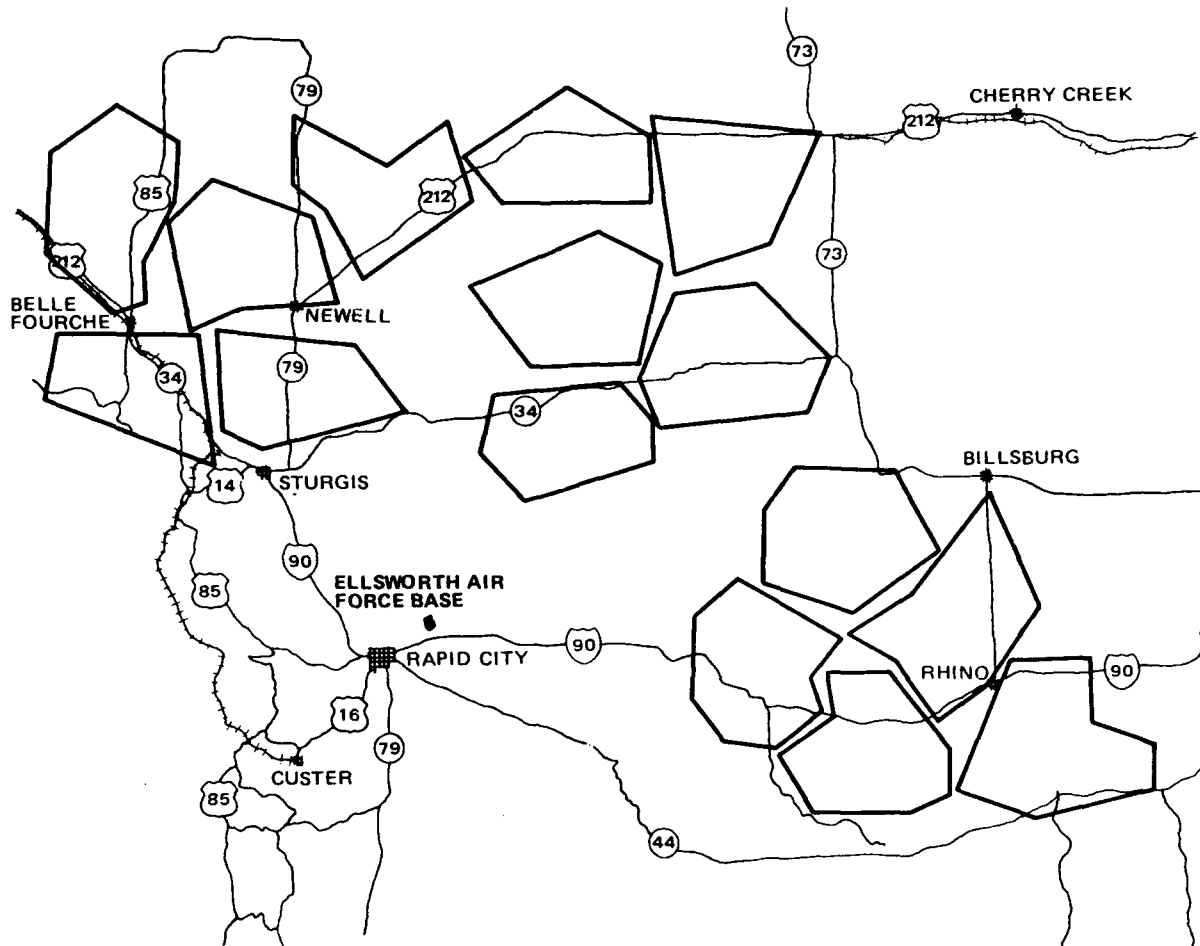 73
79
CHERRY CREEK
212
85
212
73
212
BELLE
FOURCHE
NEWELL
79
34
34
BILLSBURG
14
STURGIS
90
ELLSWORTH AIR
FORCE BASE
85
90
RAPID CITY
RHINO
90
16
79
CUSTER
85
44